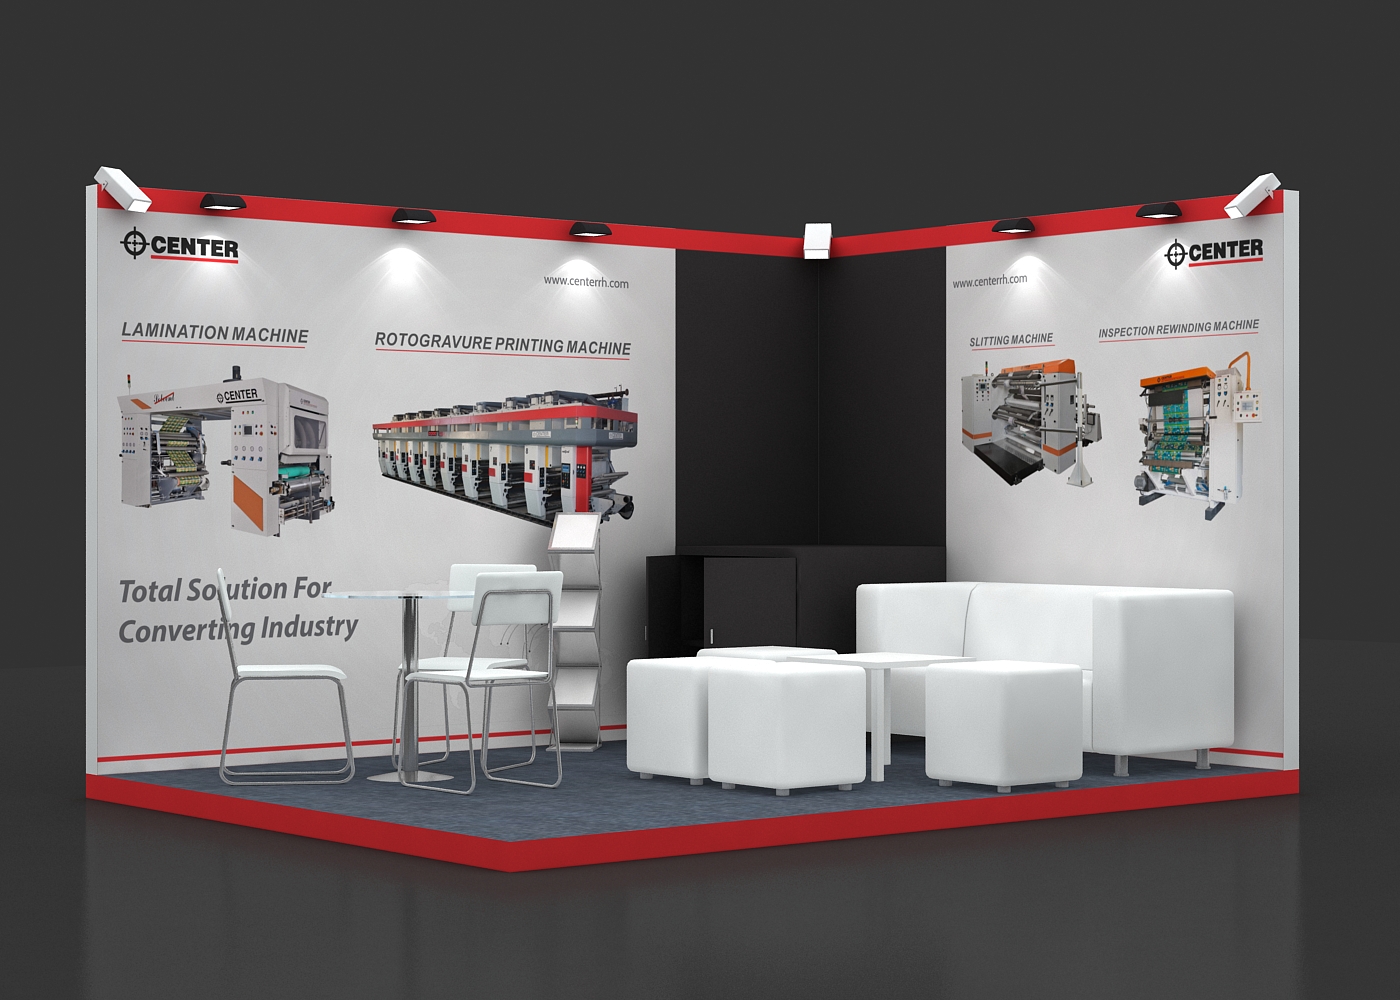 CENTER
www.centerrh.com
LAMINATION MACHINE
ROTOGRAVURE PRINTING MACHINE
CENTER
Total Solution For
Converting Industry
CENTER
www.centerrh.com
SLITTING MACHINE
INSPECTION REWINDING MACHINE